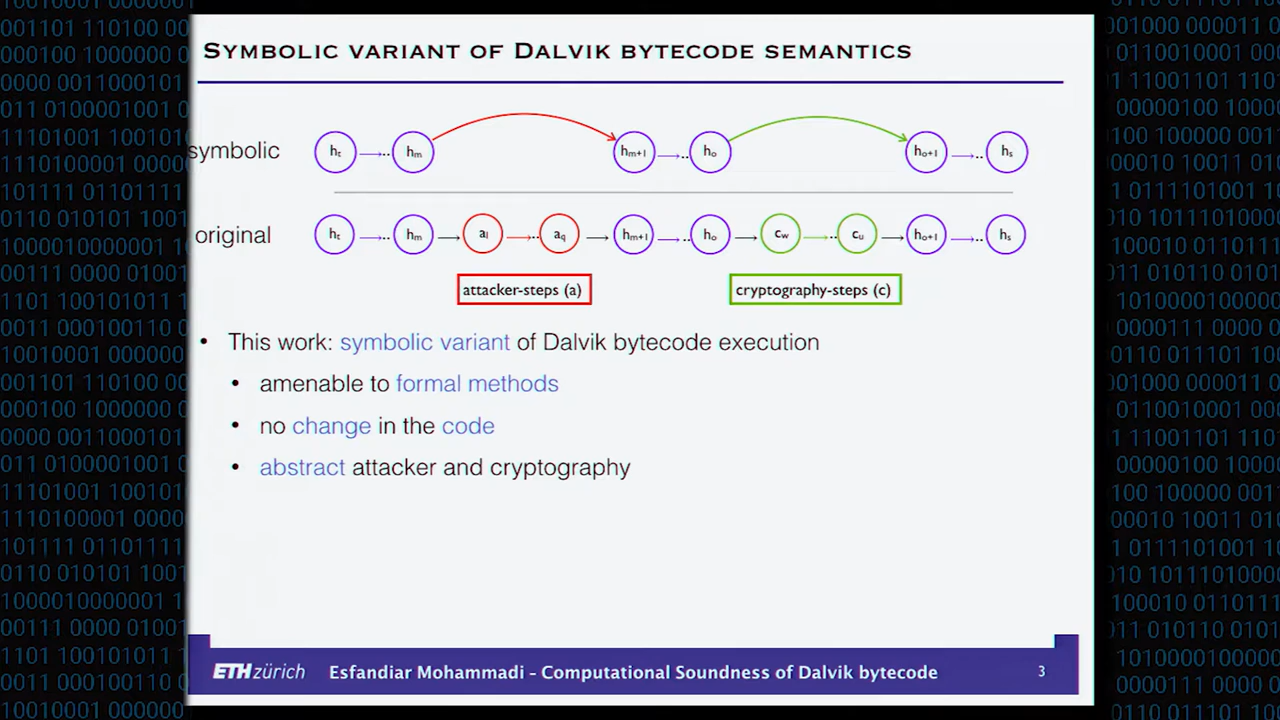 Symbolic variant of Dalvik bytecode semantics
symbolic ht hm hm+1 ho ho+1 hs
original ht hm al aq hm+1 ho cw cu ho+1 hs
attacker-steps (a) cryptography-steps (c)
• This work: symbolic variant of Dalvik bytecode execution
• amenable to formal methods
• no change in the code
• abstract attacker and cryptography
ETH zürich Esfandiar Mohammadi - Computational Soundness of Dalvik bytecode 3